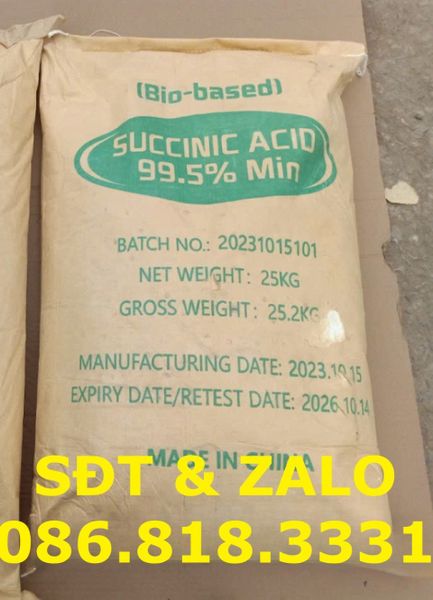 (Bio-based)
SUCCINIC ACID
99.5% Min
BATCH NO.: 20231015101
NET WEIGHT: 25KG
GROSS WEIGHT: 25.2KG
MANUFACTURING DATE: 2023.10.15
EXPIRY DATE/RETEST DATE: 2026.10.14
MADE IN CHINA
SĐT & ZALO
086.818.3331